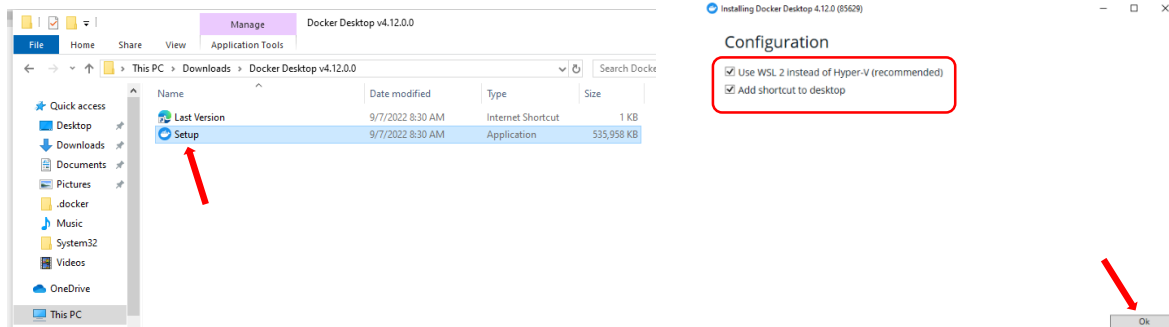 Manage
Docker Desktop v4.12.0.0
File
Home
Share
View
Application Tools
This PC > Downloads > Docker Desktop v4.12.0.0
Search Docke
Quick access
Desktop
Downloads
Documents
Pictures
.docker
Music
System32
Videos
OneDrive
This PC
Name
Date modified
Type
Size
Last Version
9/7/2022 8:30 AM
Internet Shortcut
1 KB
Setup
9/7/2022 8:30 AM
Application
535,958 KB
Installing Docker Desktop 4.12.0 (85629)
Configuration
Use WSL 2 instead of Hyper-V (recommended)
Add shortcut to desktop
Ok